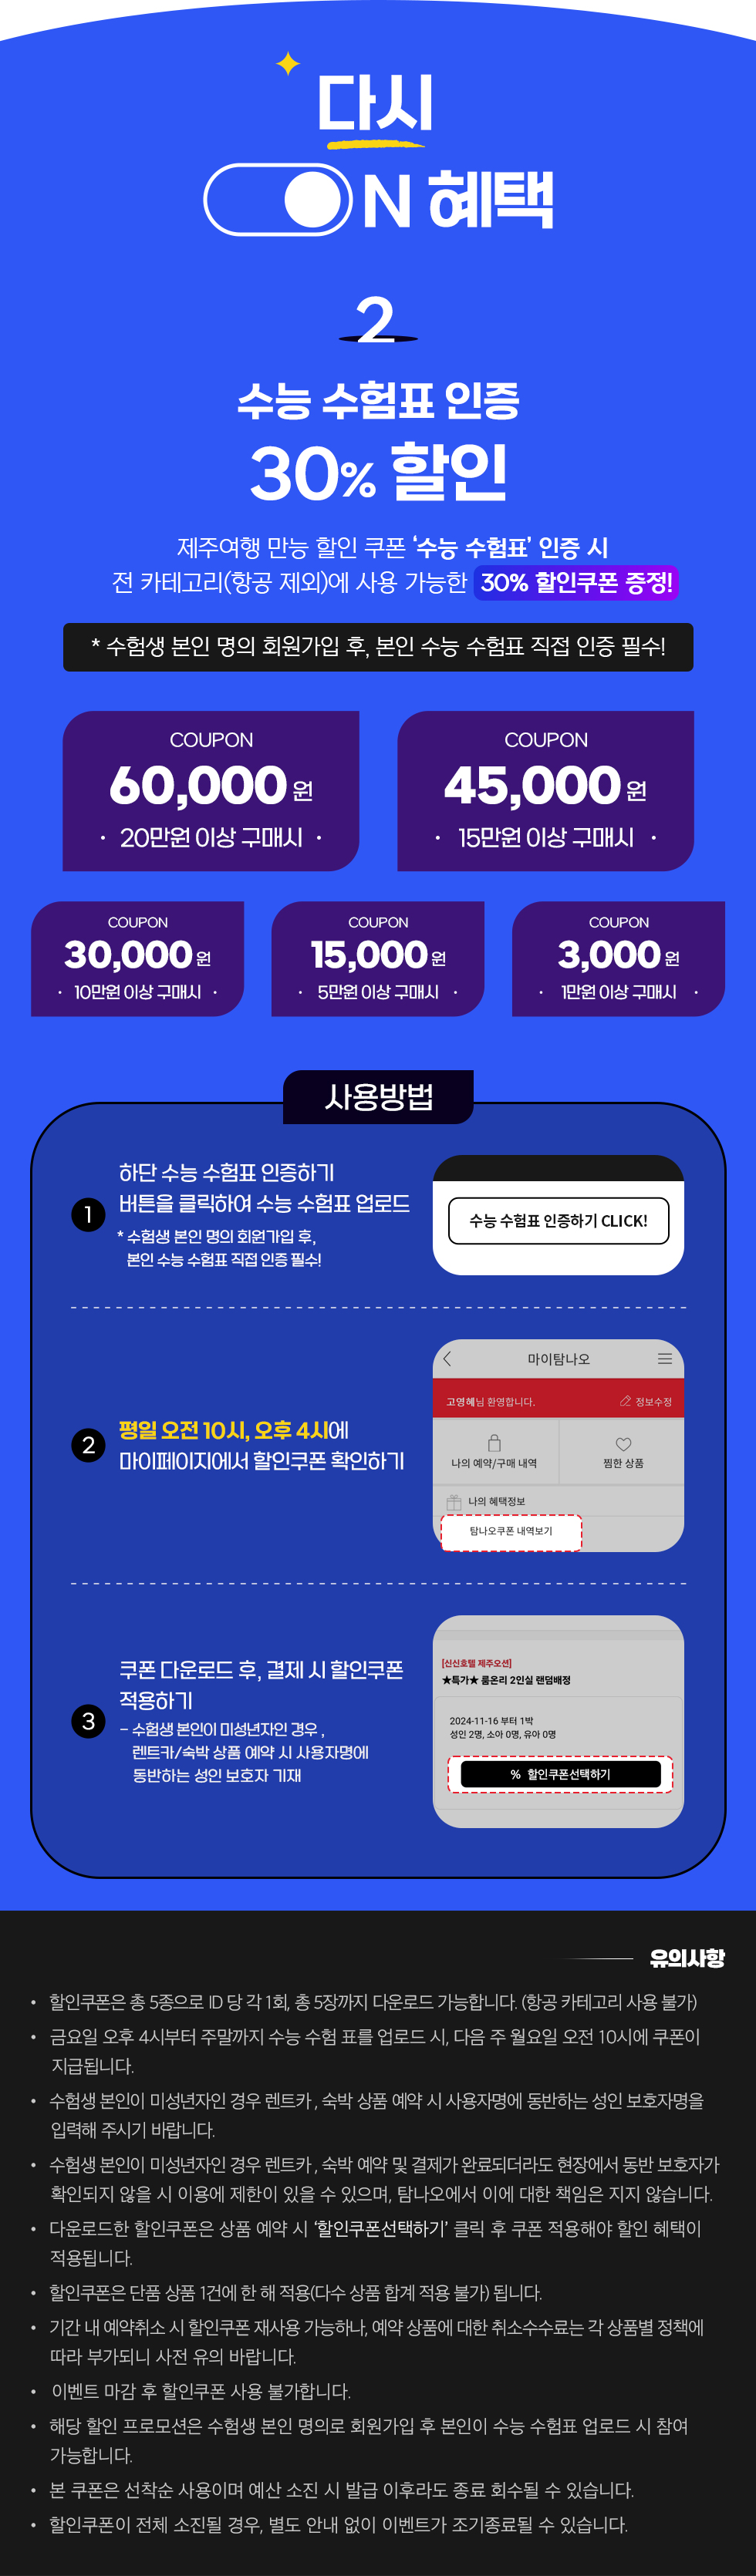 다시
ON 혜택
2
수능 수험표 인증
30% 할인
제주여행 만능 할인 쿠폰 ‘수능 수험표’ 인증 시
전 카테고리(항공 제외)에 사용 가능한 30% 할인쿠폰 증정!
* 수험생 본인 명의 회원가입 후, 본인 수능 수험표 직접 인증 필수!
COUPON
60,000 원
· 20만원 이상 구매시 ·
COUPON
45,000 원
· 15만원 이상 구매시 ·
COUPON
30,000 원
· 10만원 이상 구매시 ·
COUPON
15,000 원
· 5만원 이상 구매시 ·
COUPON
3,000 원
· 1만원 이상 구매시 ·
사용방법
1
하단 수능 수험표 인증하기
버튼을 클릭하여 수능 수험표 업로드
* 수험생 본인 명의 회원가입 후,
본인 수능 수험표 직접 인증 필수!
수능 수험표 인증하기 CLICK!
2
평일 오전 10시, 오후 4시에
마이페이지에서 할인쿠폰 확인하기
마이탐나오
고영혜님 환영합니다.
정보수정
나의 예약/구매 내역
찜한 상품
나의 혜택정보
탐나오쿠폰 내역보기
3
쿠폰 다운로드 후, 결제 시 할인쿠폰
적용하기
- 수험생 본인이 미성년자인 경우 ,
렌트카/숙박 상품 예약 시 사용자명에
동반하는 성인 보호자 기재
[신신호텔 제주오션]
★특가★ 룸온리 2인실 랜덤배정
2024-11-16 부터 1박
성인 2명, 소아 0명, 유아 0명
% 할인쿠폰선택하기
유의사항
• 할인쿠폰은 총 5종으로 ID 당 각 1회, 총 5장까지 다운로드 가능합니다. (항공 카테고리 사용 불가)
• 금요일 오후 4시부터 주말까지 수능 수험 표를 업로드 시, 다음 주 월요일 오전 10시에 쿠폰이
지급됩니다.
• 수험생 본인이 미성년자인 경우 렌트카 , 숙박 상품 예약 시 사용자명에 동반하는 성인 보호자명을
입력해 주시기 바랍니다.
• 수험생 본인이 미성년자인 경우 렌트카 , 숙박 예약 및 결제가 완료되더라도 현장에서 동반 보호자가
확인되지 않을 시 이용에 제한이 있을 수 있으며, 탐나오에서 이에 대한 책임은 지지 않습니다.
• 다운로드한 할인쿠폰은 상품 예약 시 ‘할인쿠폰선택하기’ 클릭 후 쿠폰 적용해야 할인 혜택이
적용됩니다.
• 할인쿠폰은 단품 상품 1건에 한 해 적용(다수 상품 합계 적용 불가) 됩니다.
• 기간 내 예약취소 시 할인쿠폰 재사용 가능하나, 예약 상품에 대한 취소수수료는 각 상품별 정책에
따라 부가되니 사전 유의 바랍니다.
• 이벤트 마감 후 할인쿠폰 사용 불가합니다.
• 해당 할인 프로모션은 수험생 본인 명의로 회원가입 후 본인이 수능 수험표 업로드 시 참여
가능합니다.
• 본 쿠폰은 선착순 사용이며 예산 소진 시 발급 이후라도 종료 회수될 수 있습니다.
• 할인쿠폰이 전체 소진될 경우, 별도 안내 없이 이벤트가 조기종료될 수 있습니다.